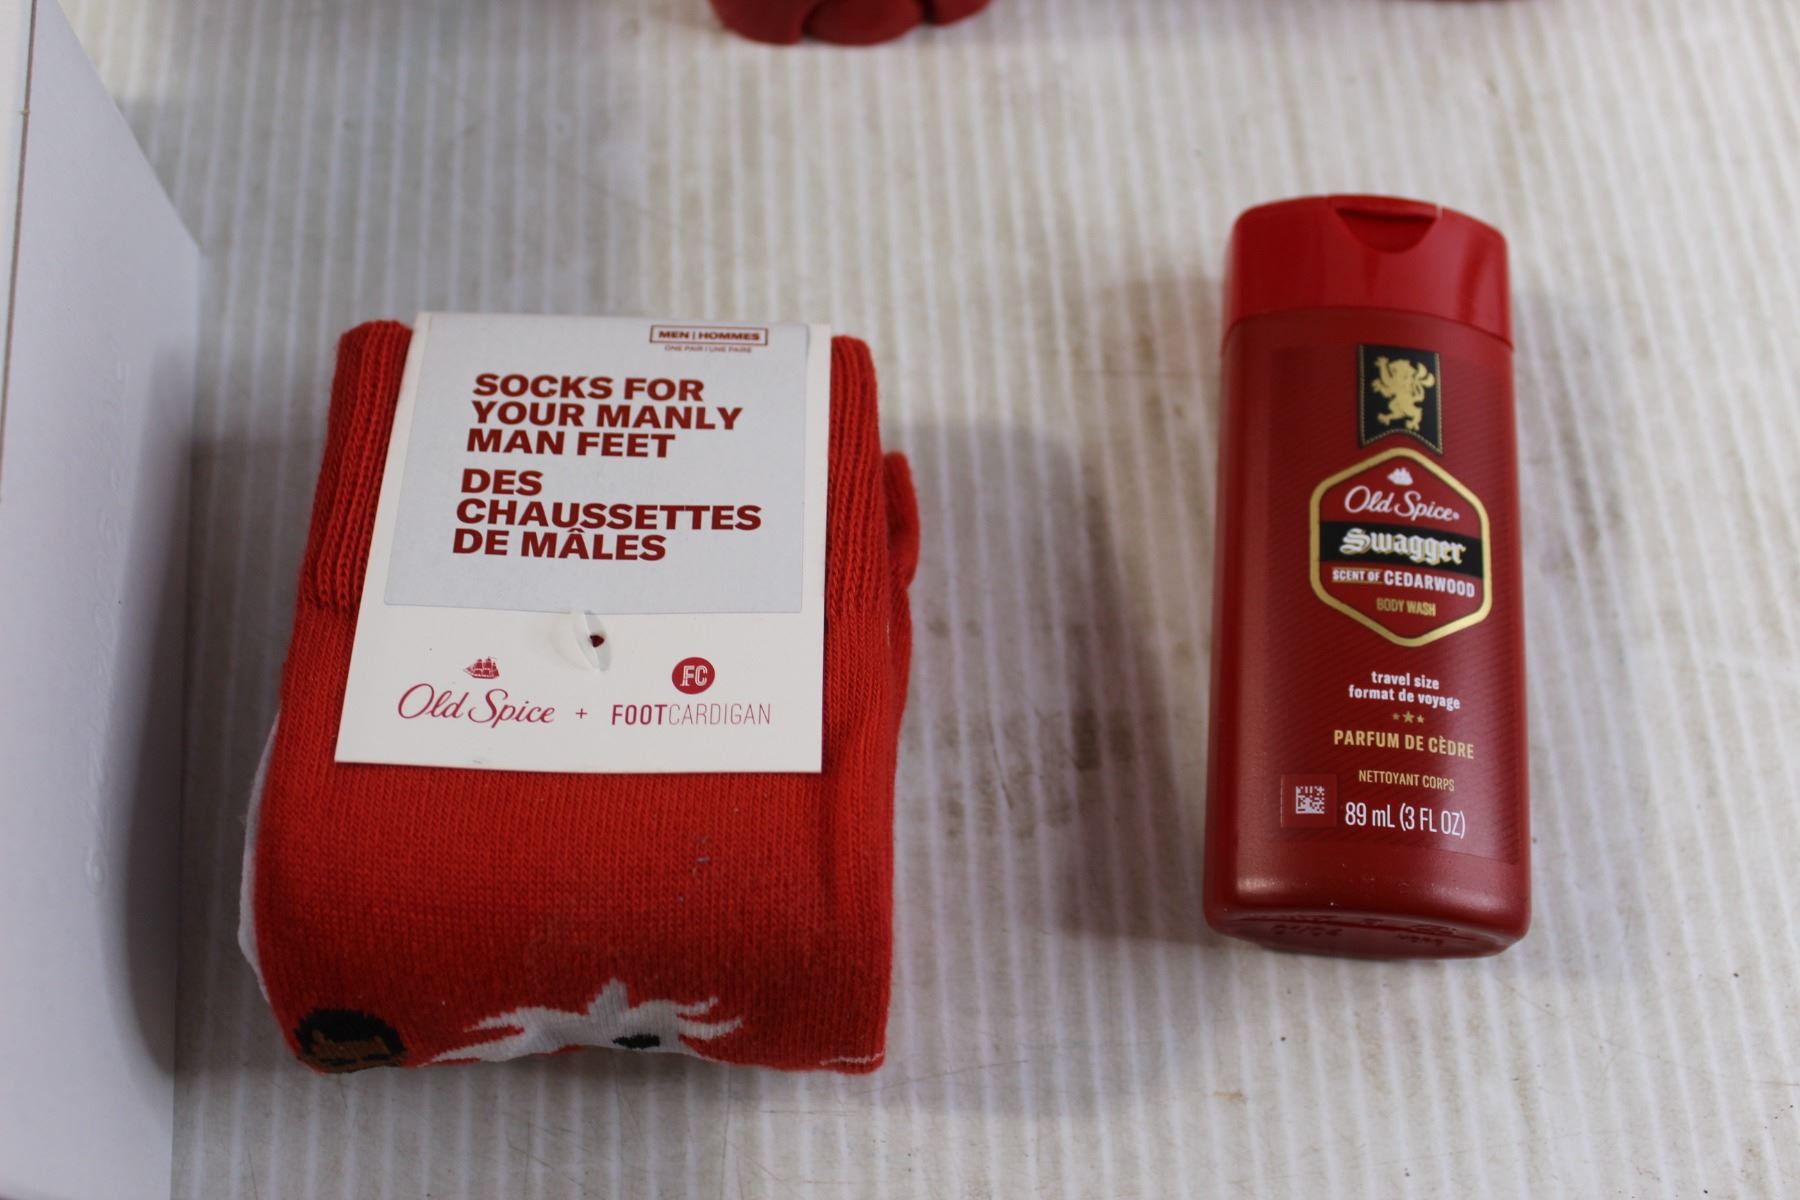 MEN | HOMMES
ONE PAIR | UNE PAIRE
SOCKS FOR
YOUR MANLY
MAN FEET
DES
CHAUSSETTES
DE MÂLES
Old Spice + FC FOOTCARDIGAN
Old Spice®
Swagger
SCENT OF CEDARWOOD
BODY WASH
travel size
format de voyage
PARFUM DE CÈDRE
NETTOYANT CORPS
89 mL (3 FL OZ)